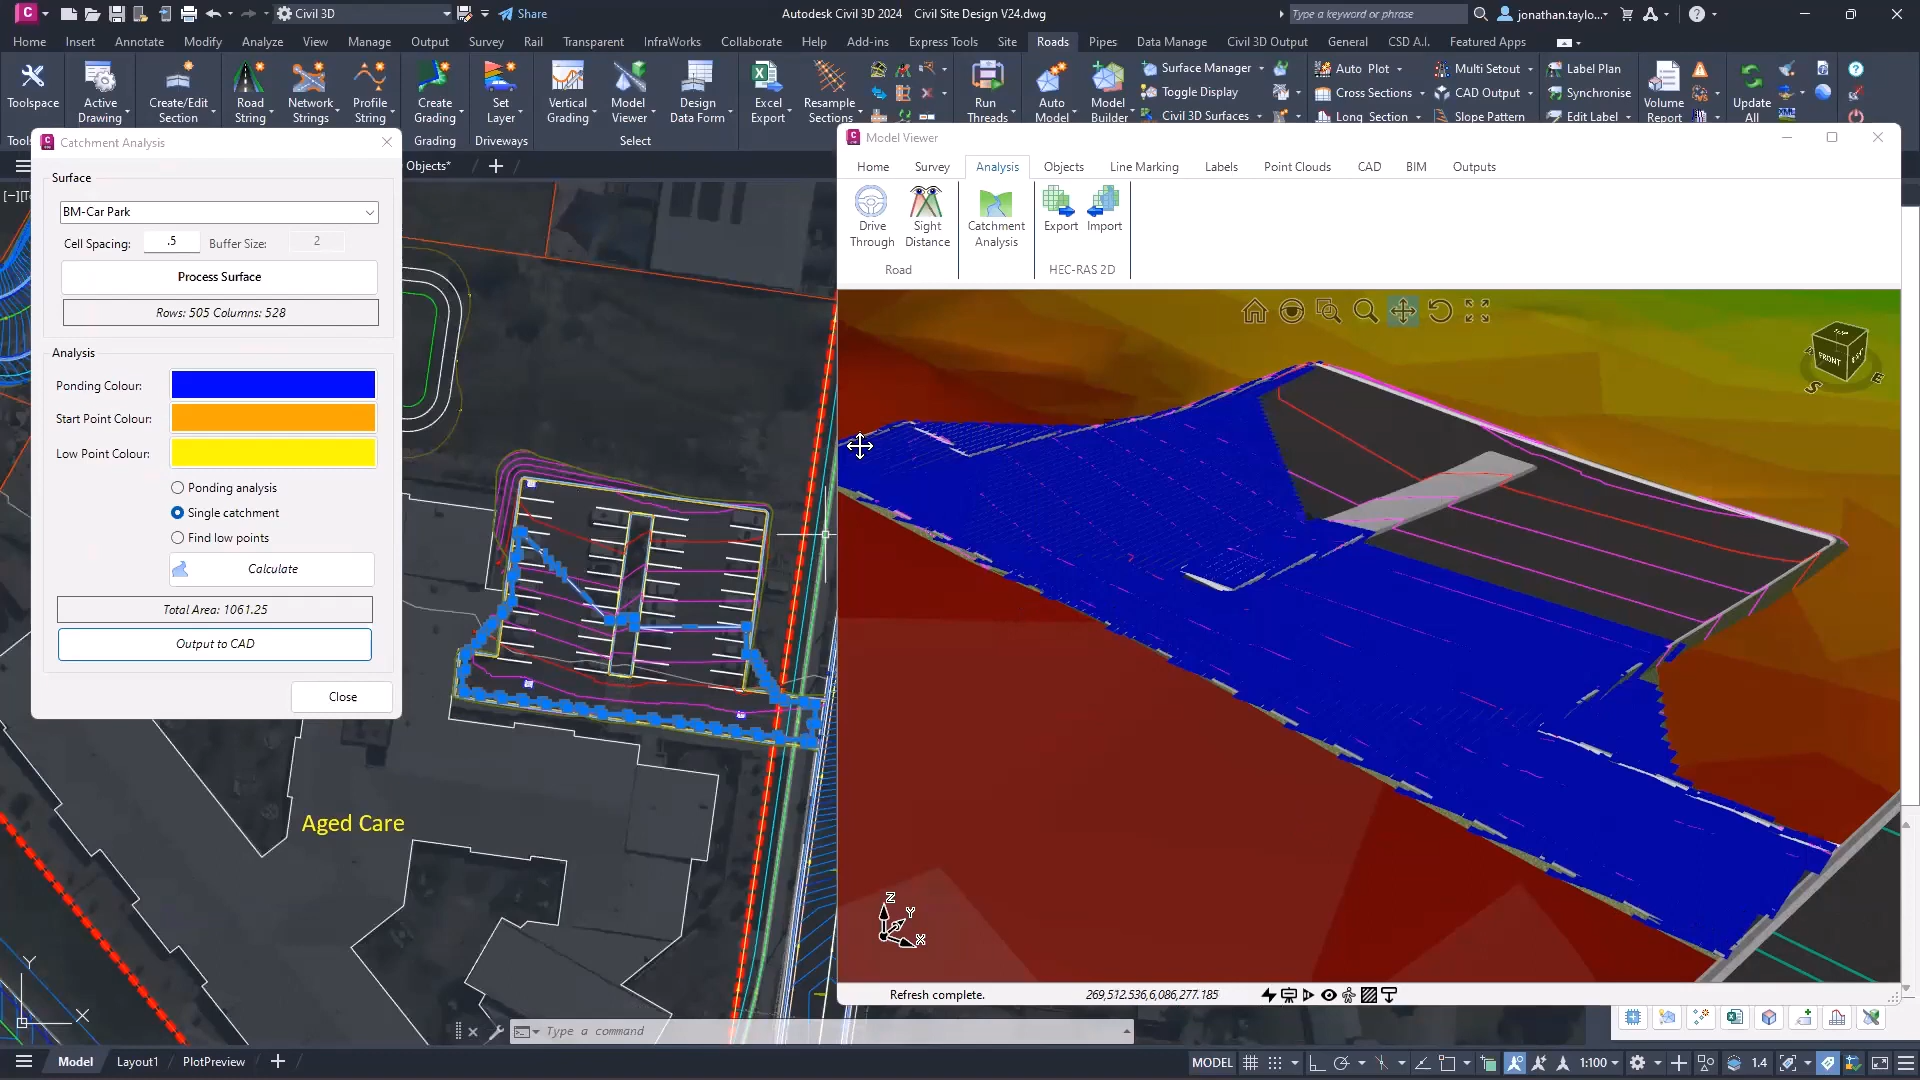 C
Civil 3D
Share
Autodesk Civil 3D 2024 Civil Site Design V24.dwg
Type a keyword or phrase
jonathan.taylo...
Home Insert Annotate Modify Analyze View Manage Output Survey Rail Transparent InfraWorks Collaborate Help Add-ins Express Tools Site Roads Pipes Data Management Civil 3D Output General CSD A.I. Featured Apps
Toolspace
Active Drawing
Create/Edit Section
Road String
Network Strings
Profile String
Create Grading
Set Layer
Vertical Grading
Model Viewer
Design Data Form
Excel Export
Resample Sections
Run Threads
Auto Model
Model Builder
Surface Manager
Toggle Display
Civil 3D Surfaces
Auto Plot
Cross Sections
Long Section
Multi Setout
CAD Output
Slope Pattern
Label Plan
Synchronise
Edit Label
Volume Report
Update All
Grading
Driveways
Select
Objects*
Catchment Analysis
Surface
BM-Car Park
Cell Spacing: .5 Buffer Size: 2
Process Surface
Rows: 505 Columns: 528
Analysis
Ponding Colour:
Start Point Colour:
Low Point Colour:
Ponding analysis
Single catchment
Find low points
Calculate
Total Area: 1061.25
Output to CAD
Close
Aged Care
Y
X
Model Viewer
Home Survey Analysis Objects Line Marking Labels Point Clouds CAD BIM Outputs
Drive Through
Sight Distance
Catchment Analysis
Export
Import
Road
HEC-RAS 2D
FRONT
S
E
Z
Y
X
Refresh complete.
269,512.536,6,086,277.185
Type a command
Model Layout1 PlotPreview
MODEL
1:100
1.4